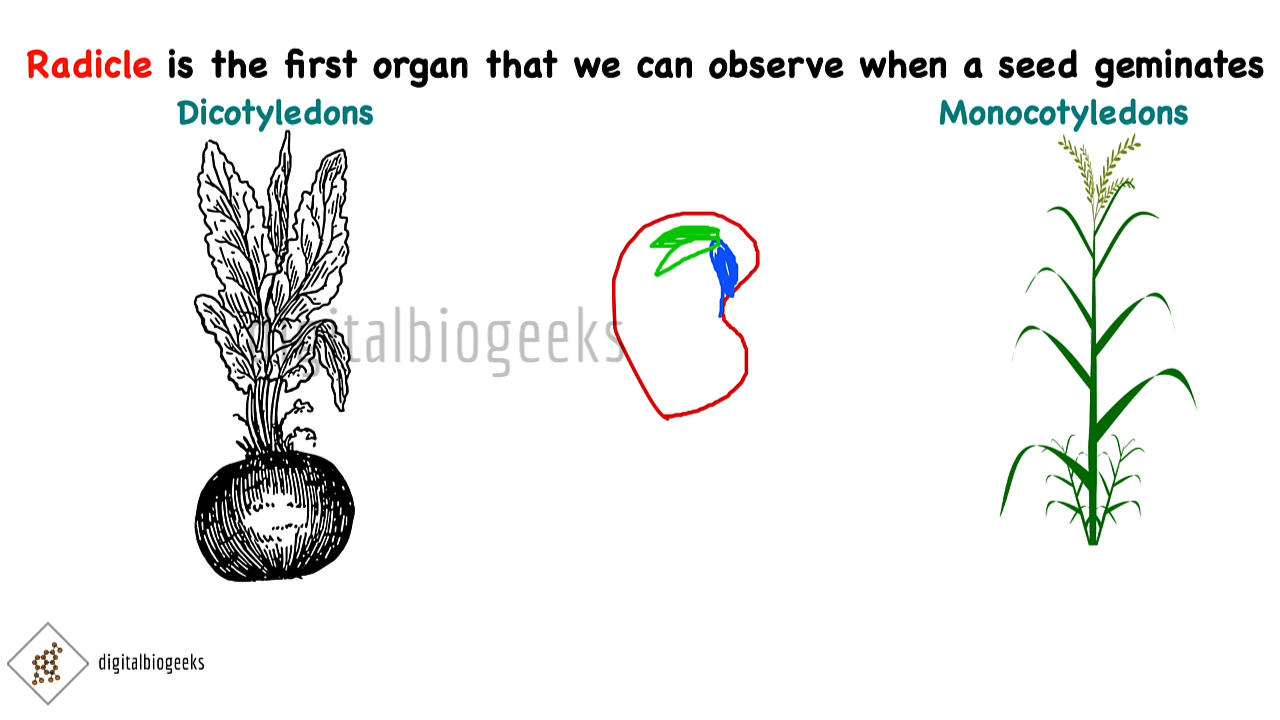 Radicle is the first organ that we can observe when a seed geminates
Dicotyledons
Monocotyledons
digitalbiogeeks
digitalbiogeeks